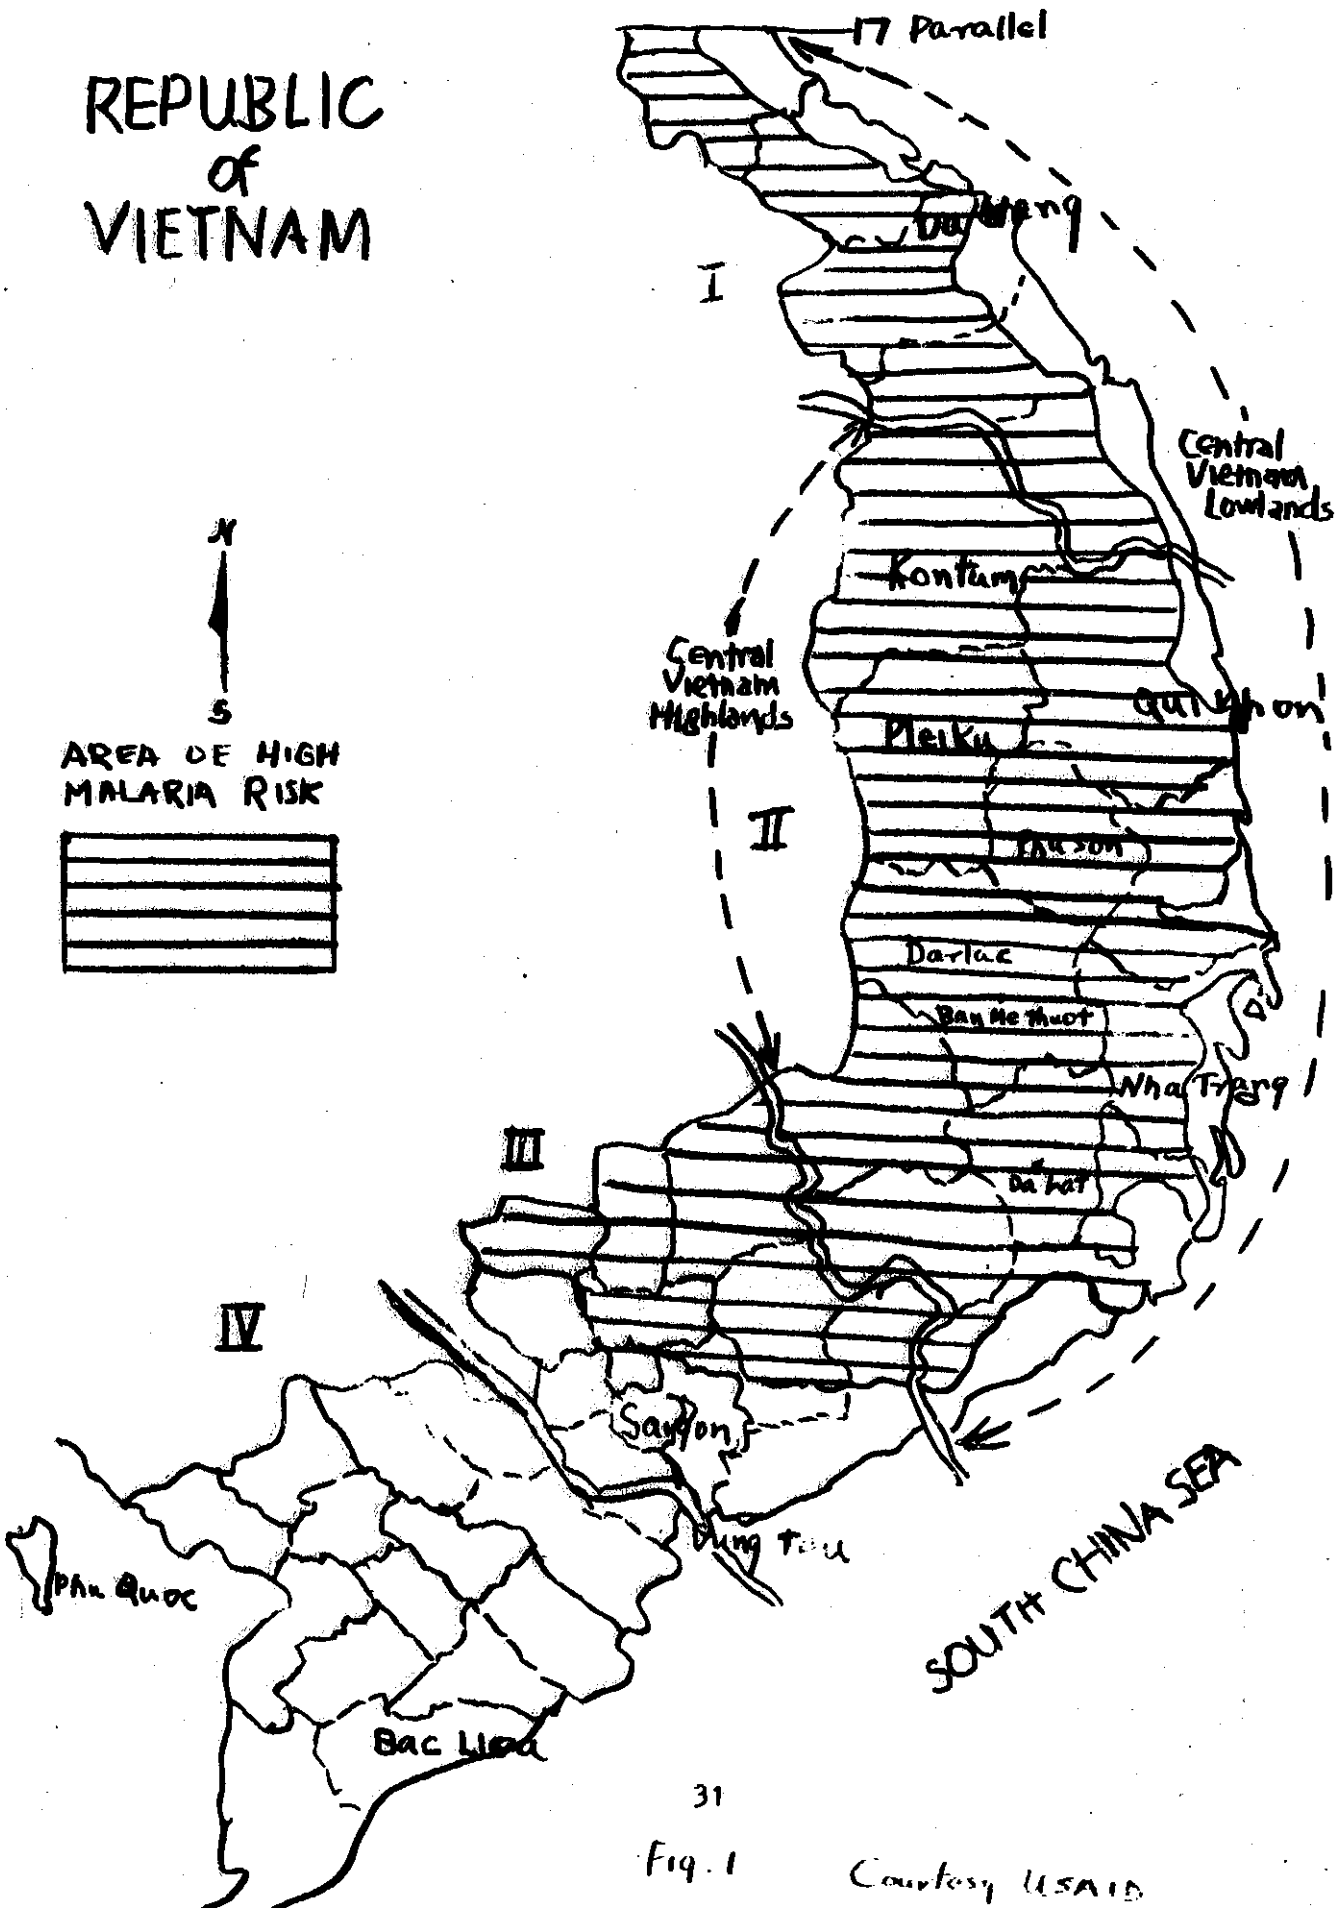 17 Parallel
REPUBLIC
of
VIETNAM
Da Nang
I
Central
Vietnam
Lowlands
N
S
Kontum
Central
Vietnam
Highlands
Qui Nhon
Pleiku
AREA OF HIGH
MALARIA RISK
II
Darlac
Ban Me Thuot
Nha Trang
III
Da Lat
IV
Saigon
Vung Tau
Phu Quoc
SOUTH CHINA SEA
Bac Lieu
31
Fig. 1
Courtesy USAID